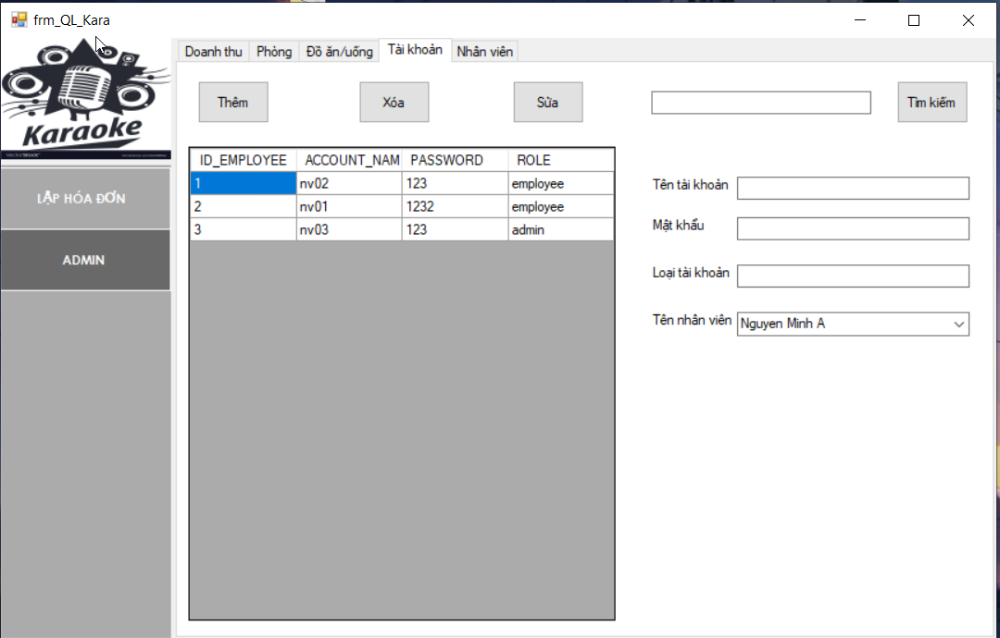 frm_QL_Kara
Karaoke
LẬP HÓA ĐƠN
ADMIN
Doanh thu Phòng Đồ ăn/uống Tài khoản Nhân viên
Thêm Xóa Sửa Tìm kiếm
ID_EMPLOYEE ACCOUNT_NAM PASSWORD ROLE
1 nv02 123 employee
2 nv01 1232 employee
3 nv03 123 admin
Tên tài khoản
Mật khẩu
Loại tài khoản
Tên nhân viên Nguyen Minh A